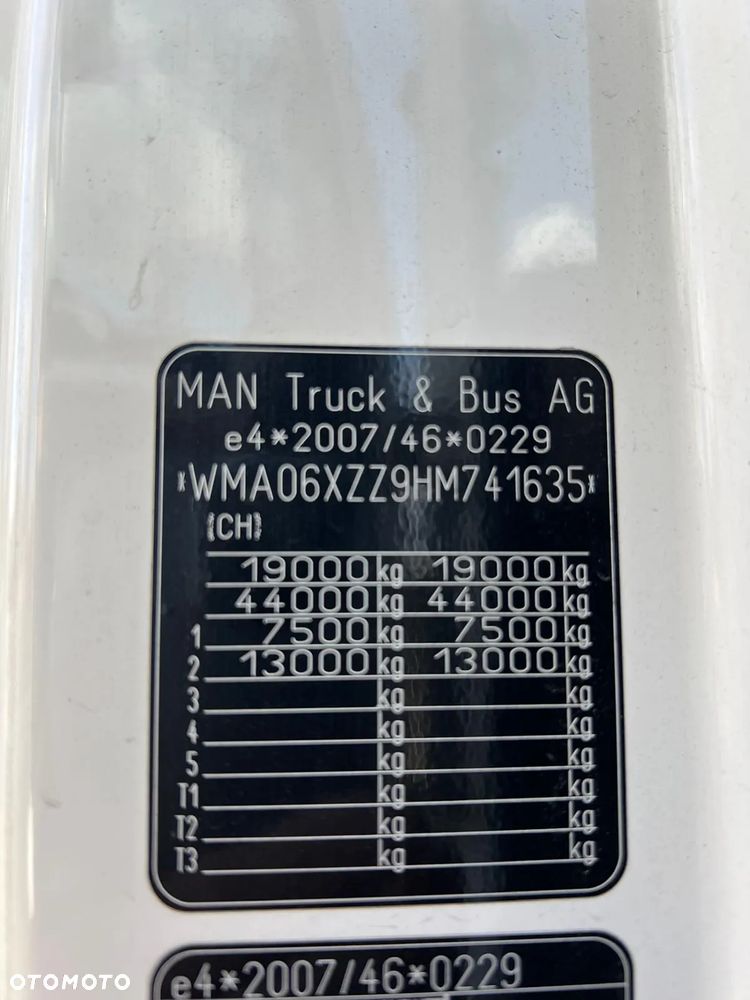 MAN Truck & Bus AG
e4*2007/46*0229
*WMA06XZZ9HM741635*
(CH)
19000 kg 19000 kg
44000 kg 44000 kg
1 7500 kg 7500 kg
2 13000 kg 13000 kg
3 kg kg
4 kg kg
5 kg kg
T1 kg kg
T2 kg kg
T3 kg kg
e4*2007/46*0229
OTOMOTO